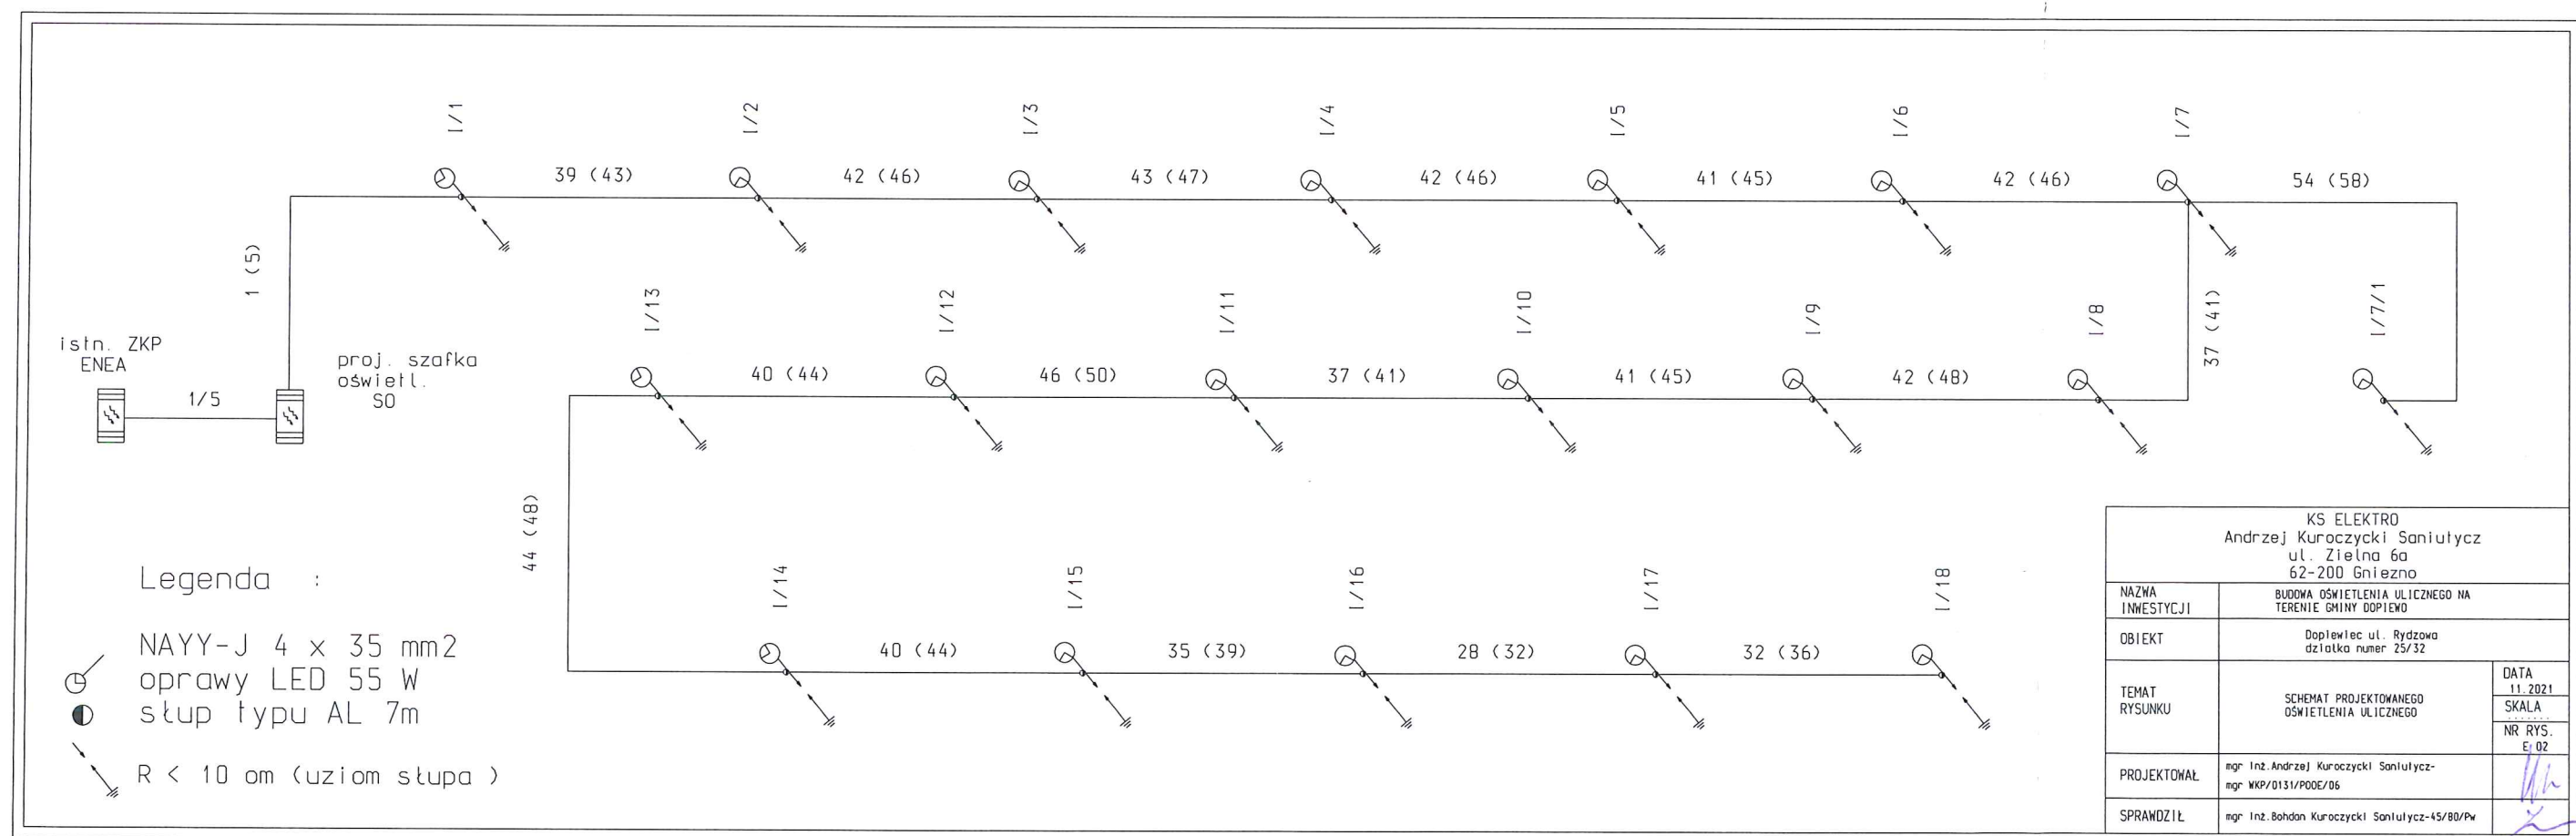 I/1
I/2
I/3
I/4
I/5
I/6
I/7
39 (43)
42 (46)
43 (47)
42 (46)
41 (45)
42 (46)
54 (58)
1 (5)
I/13
I/12
I/11
I/10
I/9
I/8
37 (41)
I/7/1
istn. ZKP
ENEA
1/5
proj. szafka
oświetl.
SO
40 (44)
46 (50)
37 (41)
41 (45)
42 (48)
44 (48)
I/14
I/15
I/16
I/17
I/18
40 (44)
35 (39)
28 (32)
32 (36)
Legenda :
NAYY-J 4 x 35 mm2
oprawy LED 55 W
słup typu AL 7m
R < 10 om (uziom słupa )
KS ELEKTRO
Andrzej Kuroczycki Saniutycz
ul. Zielna 6a
62-200 Gniezno
NAZWA
INWESTYCJI
BUDOWA OŚWIETLENIA ULICZNEGO NA
TERENIE GMINY DOPIEWO
OBIEKT
Dopiewiec ul. Rydzowa
działka numer 25/32
TEMAT
RYSUNKU
SCHEMAT PROJEKTOWANEGO
OŚWIETLENIA ULICZNEGO
DATA
11.2021
SKALA
.......
NR RYS.
E 02
PROJEKTOWAŁ
mgr inż.Andrzej Kuroczycki Saniutycz-
mgr WKP/0131/POOE/06
SPRAWDZIŁ
mgr inż.Bohdan Kuroczycki Saniutycz-45/80/Pw